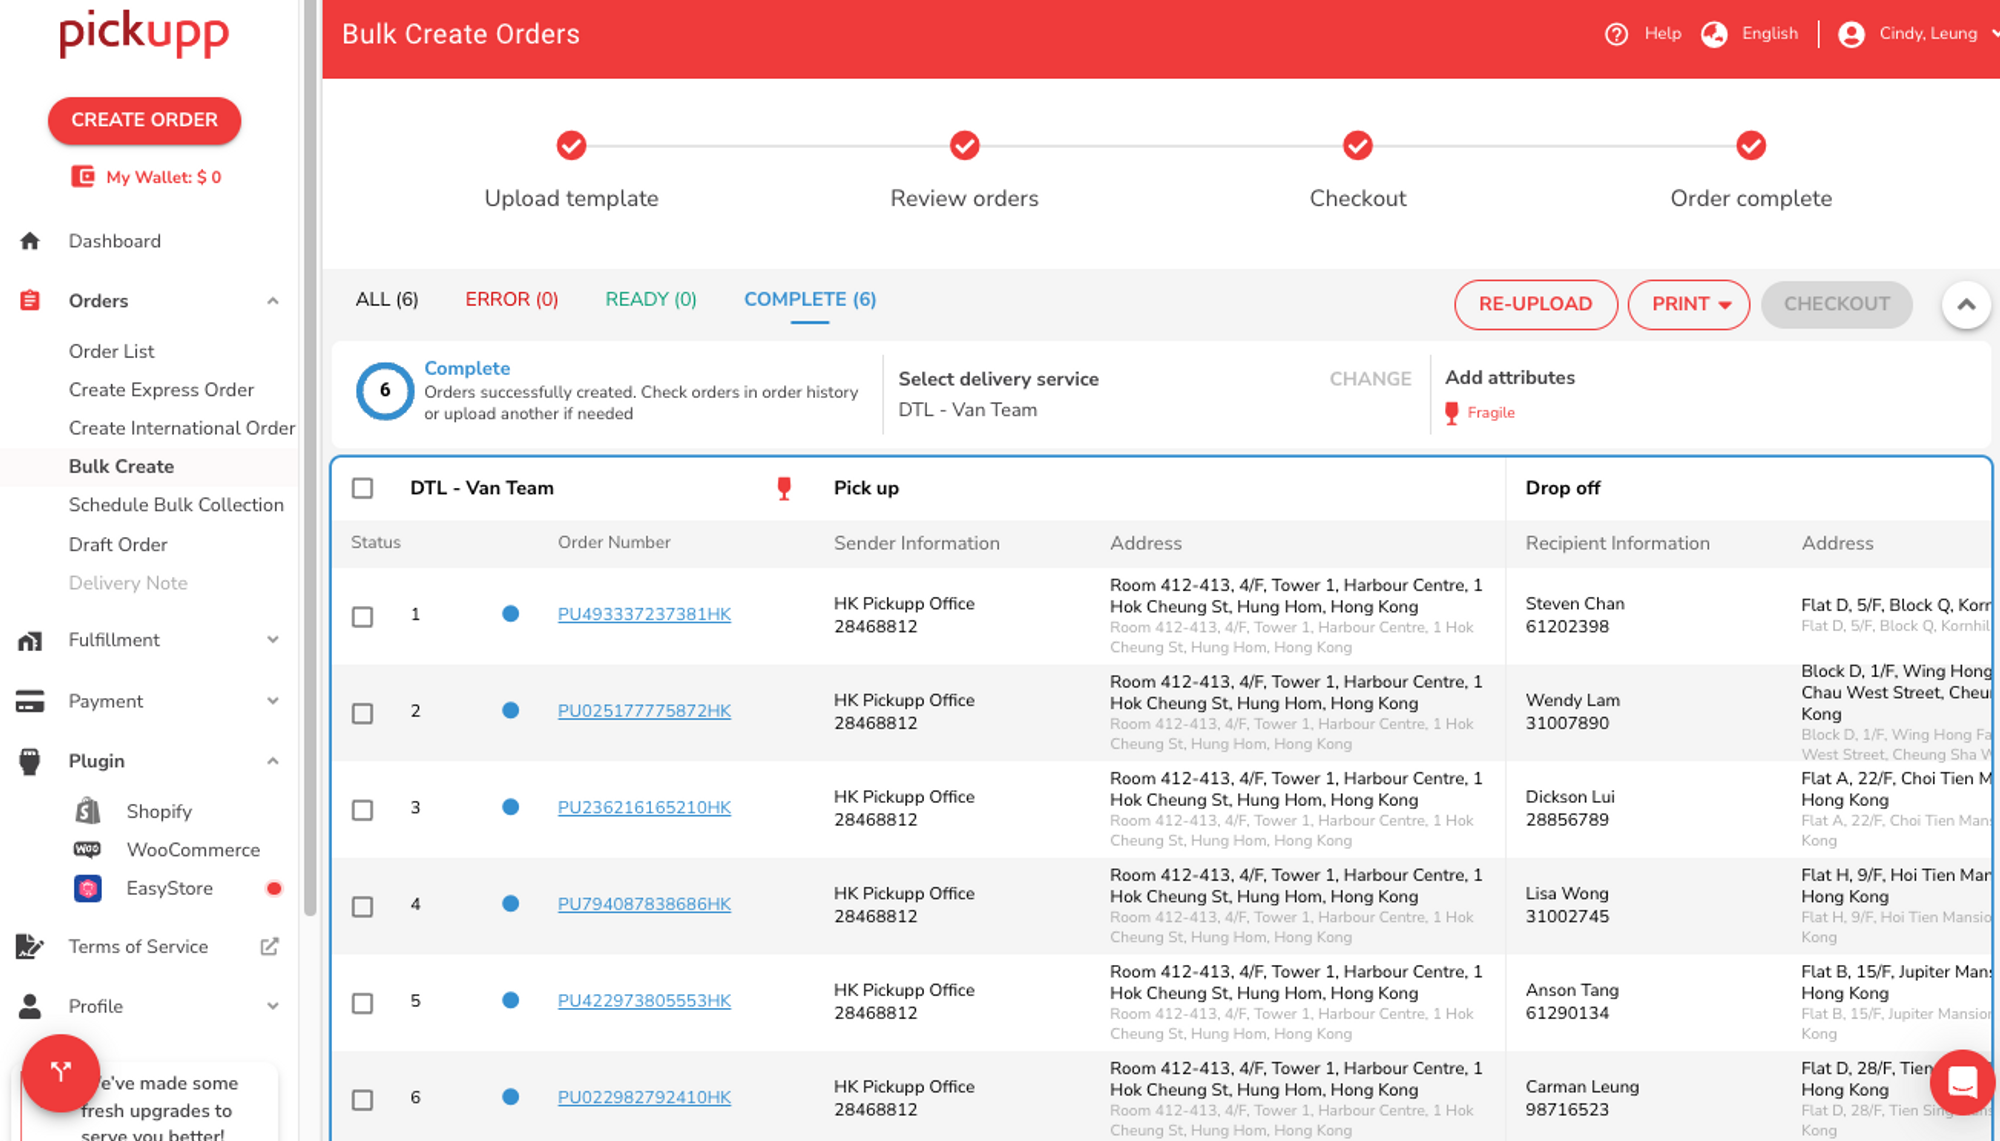 pickupp
CREATE ORDER
My Wallet: $ 0
Dashboard
Orders
Order List
Create Express Order
Create International Order
Bulk Create
Schedule Bulk Collection
Draft Order
Delivery Note
Fulfillment
Payment
Plugin
Shopify
WooCommerce
EasyStore
Terms of Service
Profile
e've made some
fresh upgrades to
serve you better!
Bulk Create Orders
Help
English
Cindy, Leung
Upload template
Review orders
Checkout
Order complete
ALL (6)
ERROR (0)
READY (0)
COMPLETE (6)
RE-UPLOAD
PRINT
CHECKOUT
6
Complete
Orders successfully created. Check orders in order history
or upload another if needed
Select delivery service
DTL - Van Team
CHANGE
Add attributes
Fragile
DTL - Van Team
Pick up
Drop off
Status
Order Number
Sender Information
Address
Recipient Information
Address
1
PU493337237381HK
HK Pickupp Office
28468812
Room 412-413, 4/F, Tower 1, Harbour Centre, 1
Hok Cheung St, Hung Hom, Hong Kong
Room 412-413, 4/F, Tower 1, Harbour Centre, 1 Hok
Cheung St, Hung Hom, Hong Kong
Steven Chan
61202398
Flat D, 5/F, Block Q, Korn
Flat D, 5/F, Block Q, Kornhil
2
PU025177775872HK
HK Pickupp Office
28468812
Room 412-413, 4/F, Tower 1, Harbour Centre, 1
Hok Cheung St, Hung Hom, Hong Kong
Room 412-413, 4/F, Tower 1, Harbour Centre, 1 Hok
Cheung St, Hung Hom, Hong Kong
Wendy Lam
31007890
Block D, 1/F, Wing Hong
Chau West Street, Cheu
Kong
Block D, 1/F, Wing Hong Fa
West Street, Cheung Sha W
3
PU236216165210HK
HK Pickupp Office
28468812
Room 412-413, 4/F, Tower 1, Harbour Centre, 1
Hok Cheung St, Hung Hom, Hong Kong
Room 412-413, 4/F, Tower 1, Harbour Centre, 1 Hok
Cheung St, Hung Hom, Hong Kong
Dickson Lui
28856789
Flat A, 22/F, Choi Tien M
Hong Kong
Flat A, 22/F, Choi Tien Man
Kong
4
PU794087838686HK
HK Pickupp Office
28468812
Room 412-413, 4/F, Tower 1, Harbour Centre, 1
Hok Cheung St, Hung Hom, Hong Kong
Room 412-413, 4/F, Tower 1, Harbour Centre, 1 Hok
Cheung St, Hung Hom, Hong Kong
Lisa Wong
31002745
Flat H, 9/F, Hoi Tien Man
Hong Kong
Flat H, 9/F, Hoi Tien Mansio
Kong
5
PU422973805553HK
HK Pickupp Office
28468812
Room 412-413, 4/F, Tower 1, Harbour Centre, 1
Hok Cheung St, Hung Hom, Hong Kong
Room 412-413, 4/F, Tower 1, Harbour Centre, 1 Hok
Cheung St, Hung Hom, Hong Kong
Anson Tang
61290134
Flat B, 15/F, Jupiter Man
Hong Kong
Flat B, 15/F, Jupiter Mansion
Kong
6
PU022982792410HK
HK Pickupp Office
28468812
Room 412-413, 4/F, Tower 1, Harbour Centre, 1
Hok Cheung St, Hung Hom, Hong Kong
Room 412-413, 4/F, Tower 1, Harbour Centre, 1 Hok
Cheung St, Hung Hom, Hong Kong
Carman Leung
98716523
Flat D, 28/F, Tien
Hong Kong
Flat D, 28/F, Tien Sing
Kong